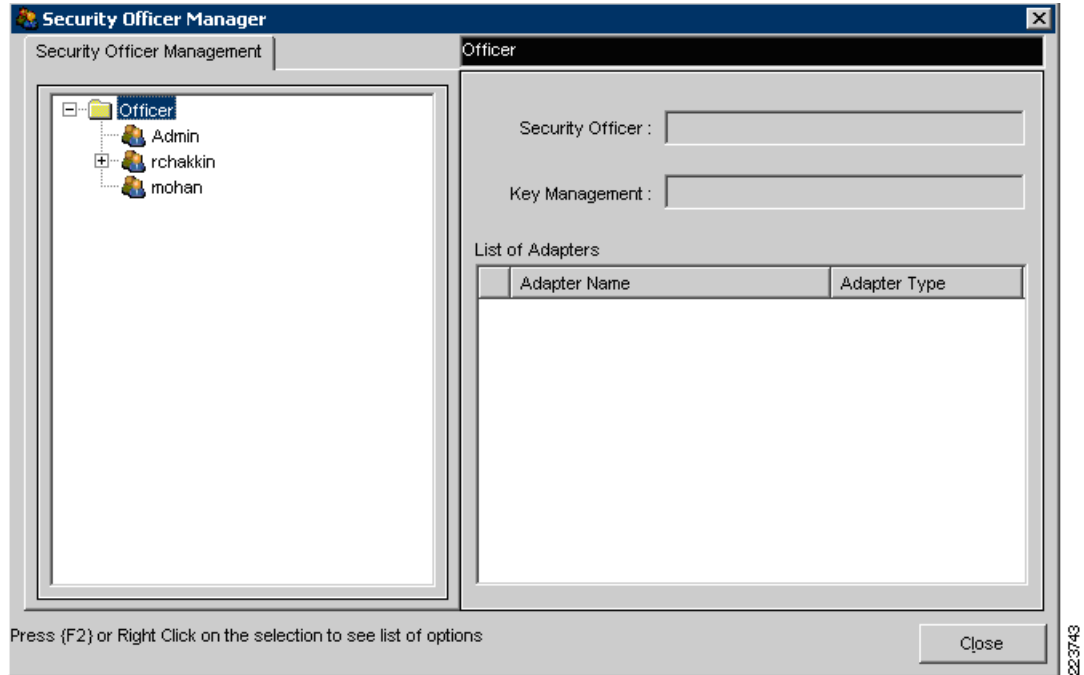 Security Officer Manager
Security Officer Management
Officer
Officer
Admin
rchakkin
mohan
Security Officer :
Key Management :
List of Adapters
Adapter Name
Adapter Type
Press {F2} or Right Click on the selection to see list of options
Close
223743